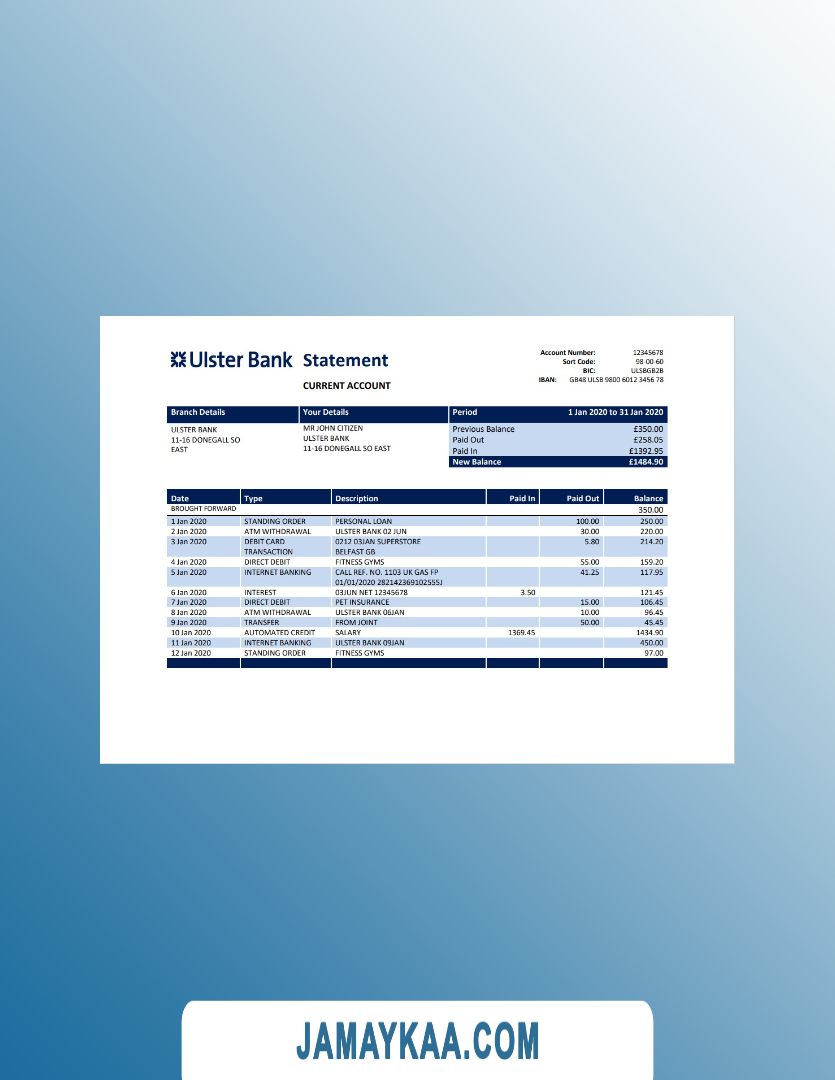 Ulster Bank Statement
CURRENT ACCOUNT
Account Number: 12345678
Sort Code: 98-00-60
BIC: ULSBGB2B
IBAN: GB48 ULSB 9800 6012 3456 78
Branch Details Your Details Period 1 Jan 2020 to 31 Jan 2020
ULSTER BANK MR JOHN CITIZEN Previous Balance £350.00
11-16 DONEGALL SO ULSTER BANK Paid Out £258.05
EAST 11-16 DONEGALL SO EAST Paid In £1392.95
New Balance £1484.90
Date Type Description Paid In Paid Out Balance
BROUGHT FORWARD 350.00
1 Jan 2020 STANDING ORDER PERSONAL LOAN 100.00 250.00
2 Jan 2020 ATM WITHDRAWAL ULSTER BANK 02 JUN 30.00 220.00
3 Jan 2020 DEBIT CARD 0212 03JAN SUPERSTORE 5.80 214.20
TRANSACTION BELFAST GB
4 Jan 2020 DIRECT DEBIT FITNESS GYMS 55.00 159.20
5 Jan 2020 INTERNET BANKING CALL REF. NO. 1103 UK GAS FP 41.25 117.95
01/01/2020 282142369102555J
6 Jan 2020 INTEREST 03JUN NET 12345678 3.50 121.45
7 Jan 2020 DIRECT DEBIT PET INSURANCE 15.00 106.45
8 Jan 2020 ATM WITHDRAWAL ULSTER BANK 06JAN 10.00 96.45
9 Jan 2020 TRANSFER FROM JOINT 50.00 45.45
10 Jan 2020 AUTOMATED CREDIT SALARY 1369.45 1434.90
11 Jan 2020 INTERNET BANKING ULSTER BANK 09JAN 450.00
12 Jan 2020 STANDING ORDER FITNESS GYMS 97.00
JAMAYKAA.COM